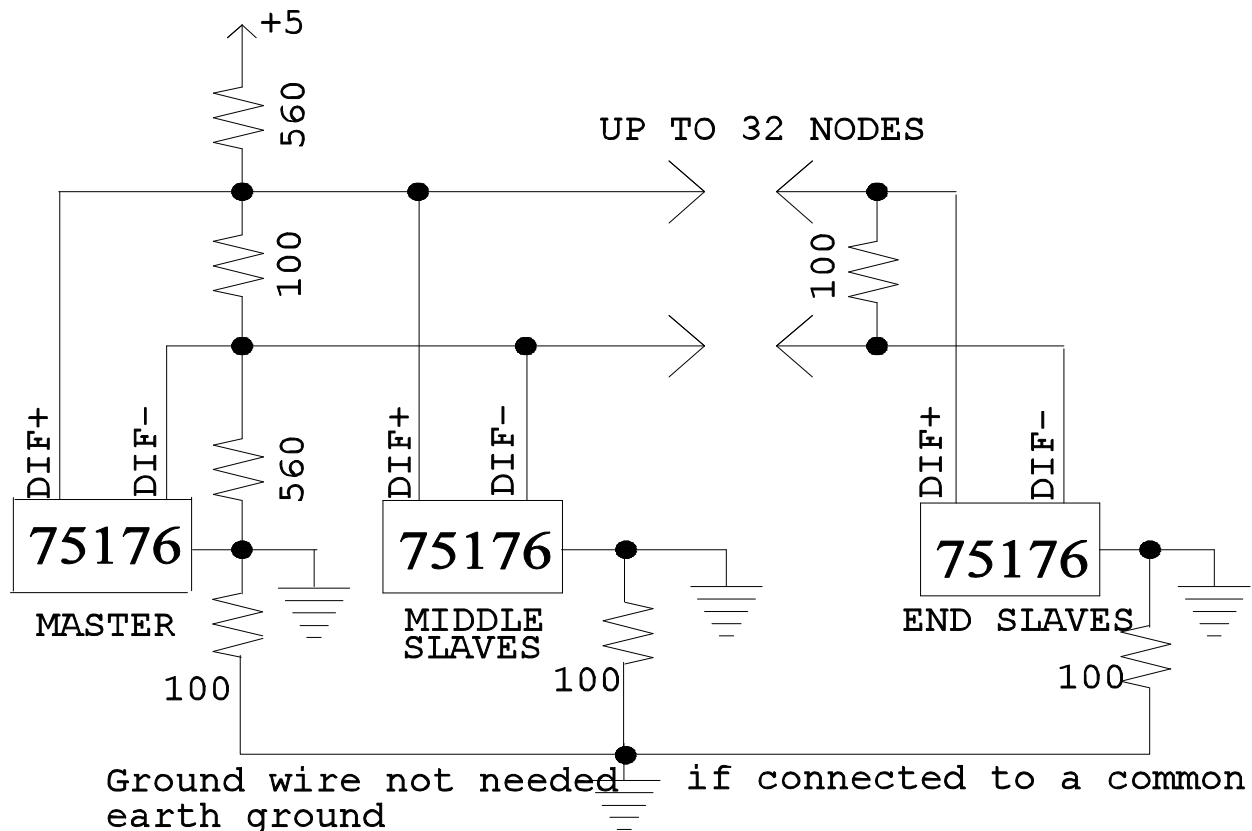 +5
560
UP TO 32 NODES
100
100
DIF+
DIF-
560
DIF+
DIF-
DIF+
DIF-
75176
75176
75176
MASTER
MIDDLE
SLAVES
END SLAVES
100
100
100
Ground wire not needed if connected to a common
earth ground